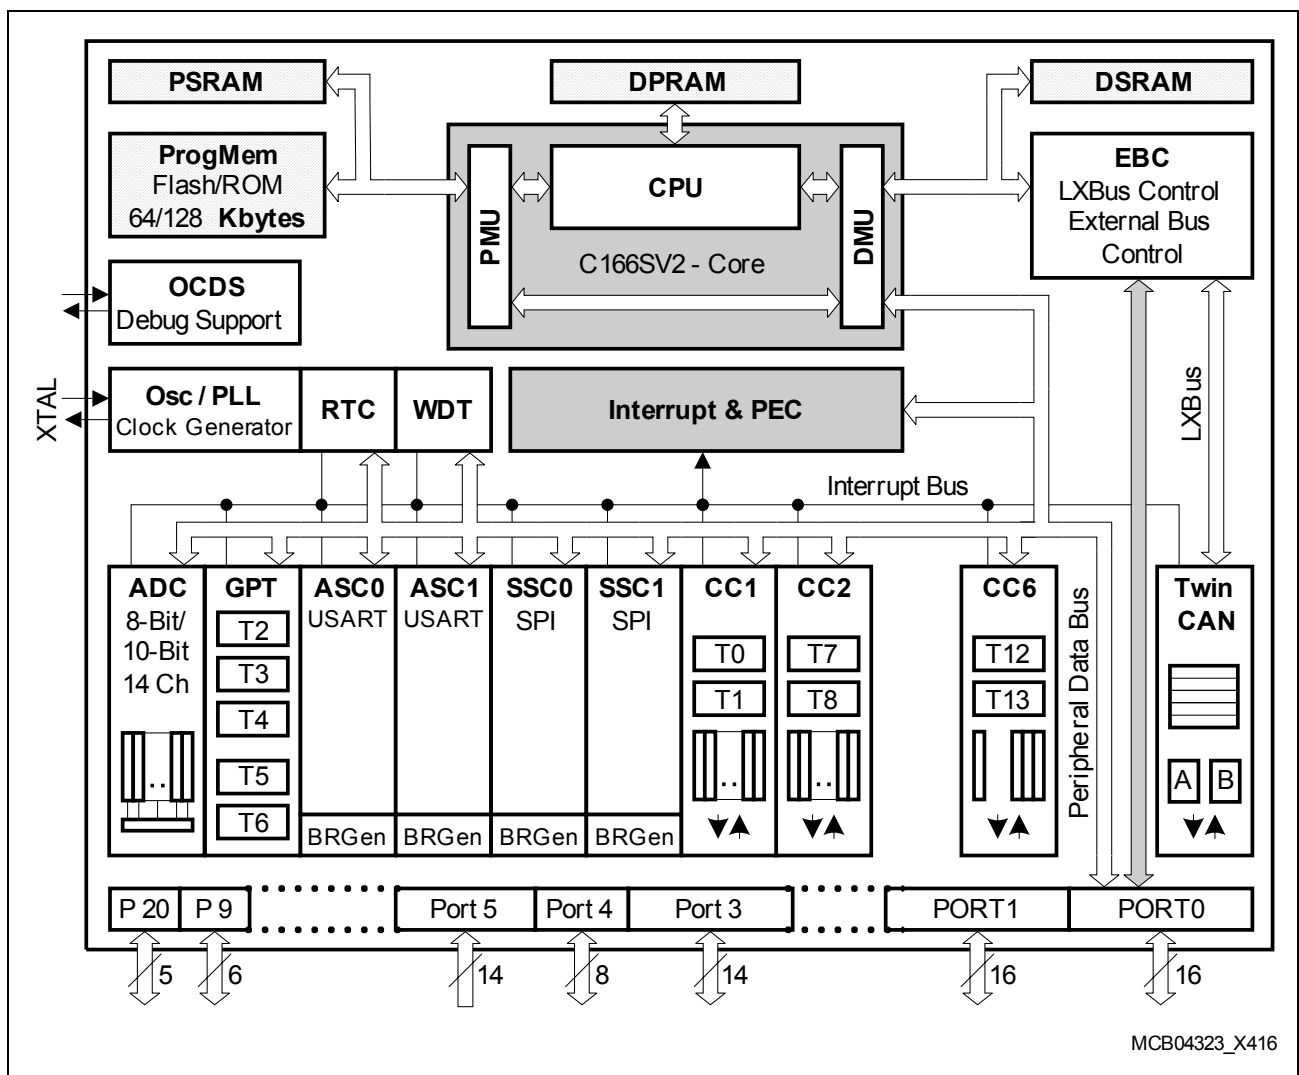 PSRAM
DPRAM
DSRAM
ProgMem
Flash/ROM
64/128 Kbytes
PMU
CPU
DMU
C166SV2 - Core
EBC
LXBus Control
External Bus
Control
OCDS
Debug Support
XTAL
Osc / PLL
Clock Generator
RTC
WDT
Interrupt & PEC
LXBus
Interrupt Bus
ADC
8-Bit/
10-Bit
14 Ch
GPT
T2
T3
T4
T5
T6
ASC0
USART
BRGen
ASC1
USART
BRGen
SSC0
SPI
BRGen
SSC1
SPI
BRGen
CC1
T0
T1
CC2
T7
T8
CC6
T12
T13
Peripheral Data Bus
Twin
CAN
A
B
P 20
P 9
Port 5
Port 4
Port 3
PORT1
PORT0
5
6
14
8
14
16
16
MCB04323_X416